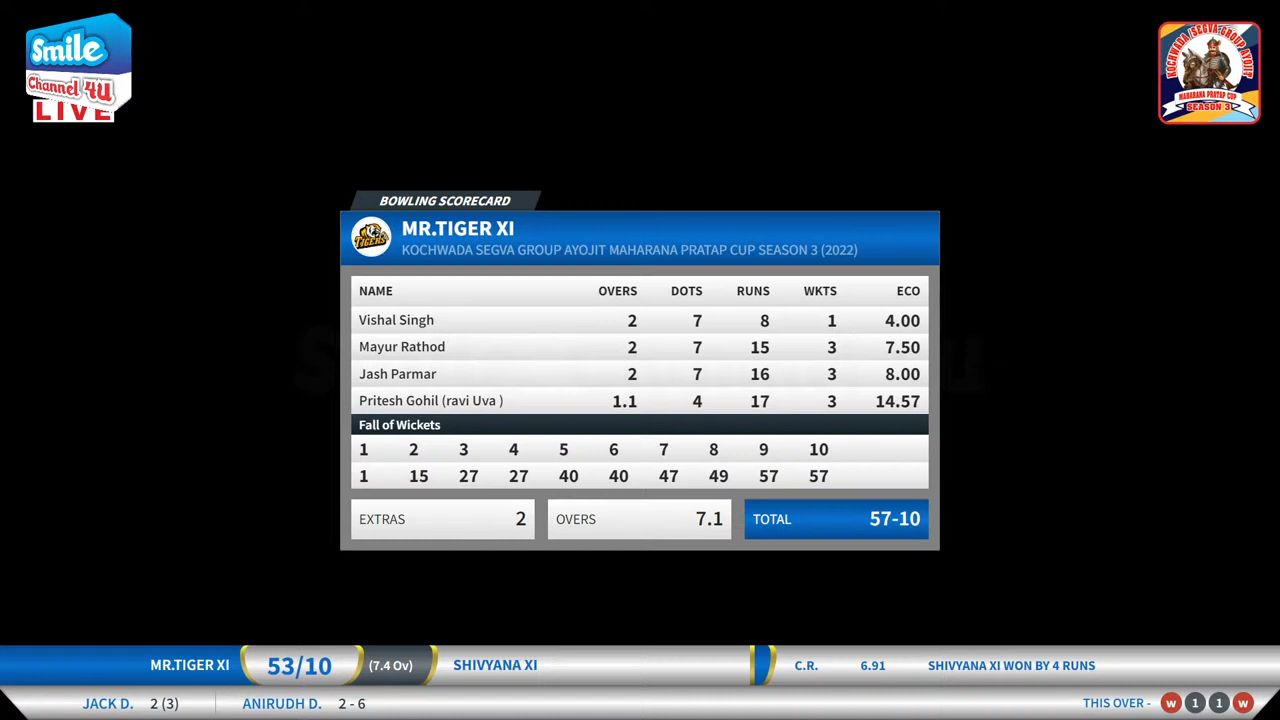 Smile
Channel 4U
LIVE
KOCHWADA SEGVA GROUP AYOJIT
MAHARANA PRATAP CUP
SEASON 3
BOWLING SCORECARD
TIGERS
MR.TIGER XI
KOCHWADA SEGVA GROUP AYOJIT MAHARANA PRATAP CUP SEASON 3 (2022)
NAME OVERS DOTS RUNS WKTS ECO
Vishal Singh 2 7 8 1 4.00
Mayur Rathod 2 7 15 3 7.50
Jash Parmar 2 7 16 3 8.00
Pritesh Gohil (ravi Uva ) 1.1 4 17 3 14.57
Fall of Wickets
1 2 3 4 5 6 7 8 9 10
1 15 27 27 40 40 47 49 57 57
EXTRAS 2 OVERS 7.1 TOTAL 57-10
MR.TIGER XI 53/10 (7.4 Ov) SHIVYANA XI C.R. 6.91 SHIVYANA XI WON BY 4 RUNS
JACK D. 2 (3) ANIRUDH D. 2 - 6 THIS OVER - w 1 1 w